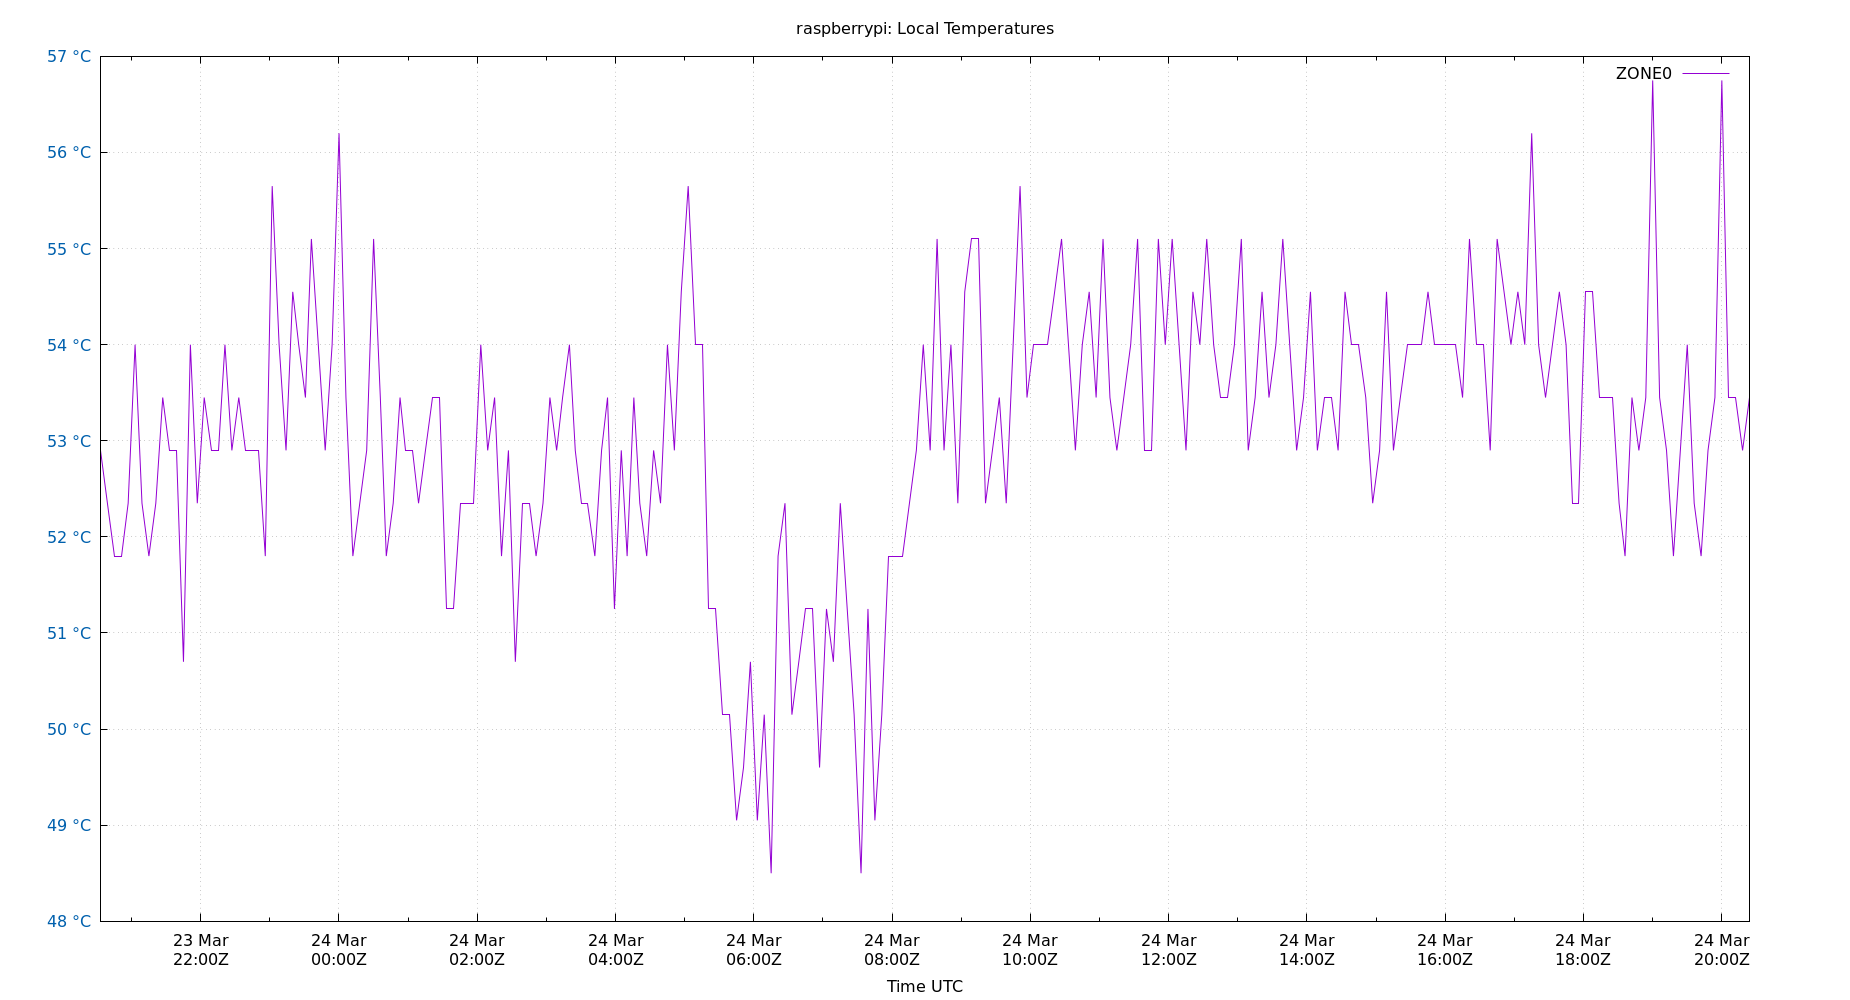 raspberrypi: Local Temperatures
57 °C
56 °C
55 °C
54 °C
53 °C
52 °C
51 °C
50 °C
49 °C
48 °C
ZONE0
23 Mar
22:00Z
24 Mar
00:00Z
24 Mar
02:00Z
24 Mar
04:00Z
24 Mar
06:00Z
24 Mar
08:00Z
24 Mar
10:00Z
24 Mar
12:00Z
24 Mar
14:00Z
24 Mar
16:00Z
24 Mar
18:00Z
24 Mar
20:00Z
Time UTC